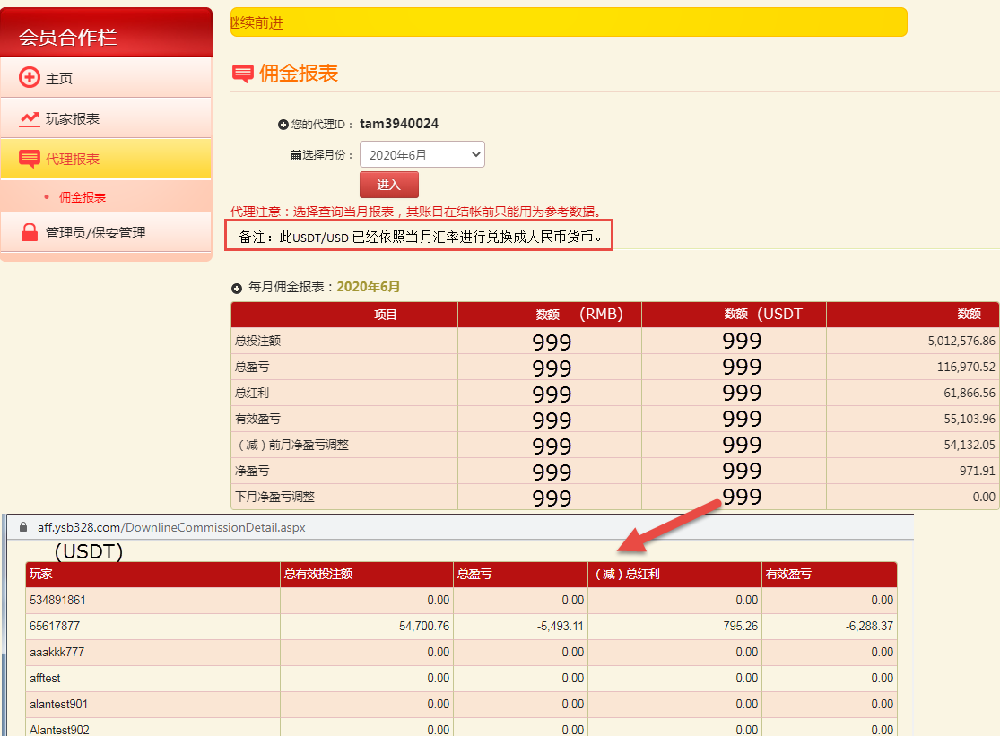 会员合作栏
主页
玩家报表
代理报表
佣金报表
管理员/保安管理
继续前进
佣金报表
您的代理ID： tam3940024
选择月份： 2020年6月
进入
代理注意：选择查询当月报表，其账目在结帐前只能用为参考数据。
备注：此USDT/USD 已经依照当月汇率进行兑换成人民币货币。
每月佣金报表：2020年6月
项目 数额 (RMB) 数额 (USDT 数额
总投注额 999 999 5,012,576.86
总盈亏 999 999 116,970.52
总红利 999 999 61,866.56
有效盈亏 999 999 55,103.96
（减）前月净盈亏调整 999 999 -54,132.05
净盈亏 999 999 971.91
下月净盈亏调整 999 999 0.00
aff.ysb328.com/DownlineCommissionDetail.aspx
(USDT)
玩家 总有效投注额 总盈亏 （减）总红利 有效盈亏
534891861 0.00 0.00 0.00 0.00
65617877 54,700.76 -5,493.11 795.26 -6,288.37
aaakkk777 0.00 0.00 0.00 0.00
afftest 0.00 0.00 0.00 0.00
alantest901 0.00 0.00 0.00 0.00
Alantest902 0.00 0.00 0.00 0.00